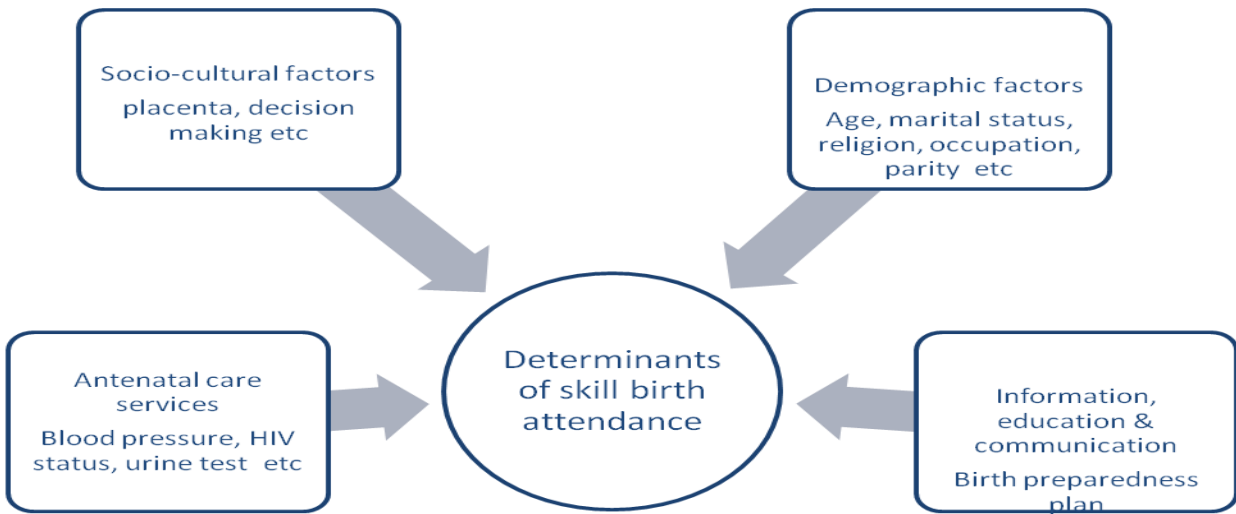 Socio-cultural factors
placenta, decision
making etc
Demographic factors
Age, marital status,
religion, occupation,
parity etc
Determinants
of skill birth
attendance
Antenatal care
services
Blood pressure, HIV
status, urine test etc
Information,
education &
communication
Birth preparedness
plan